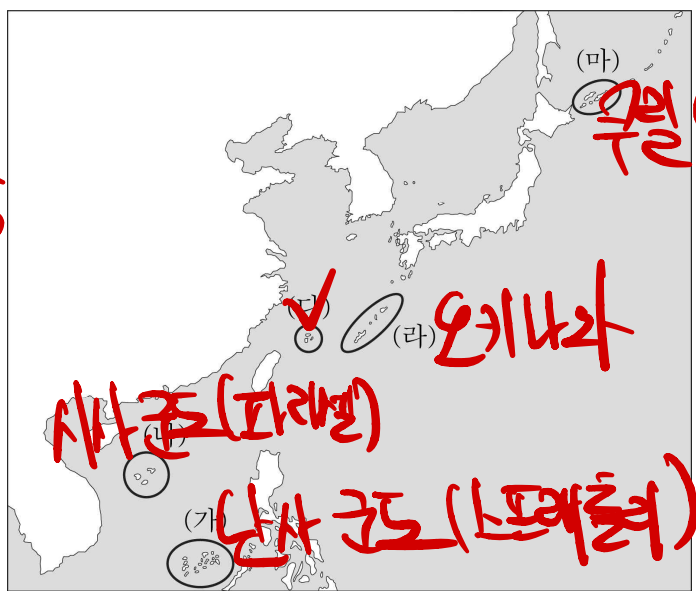 (마)
쿠릴
(다)
(라) 오키나와
시사군도(파라셀)
(나)
(가)
난사 군도(스프래틀리)